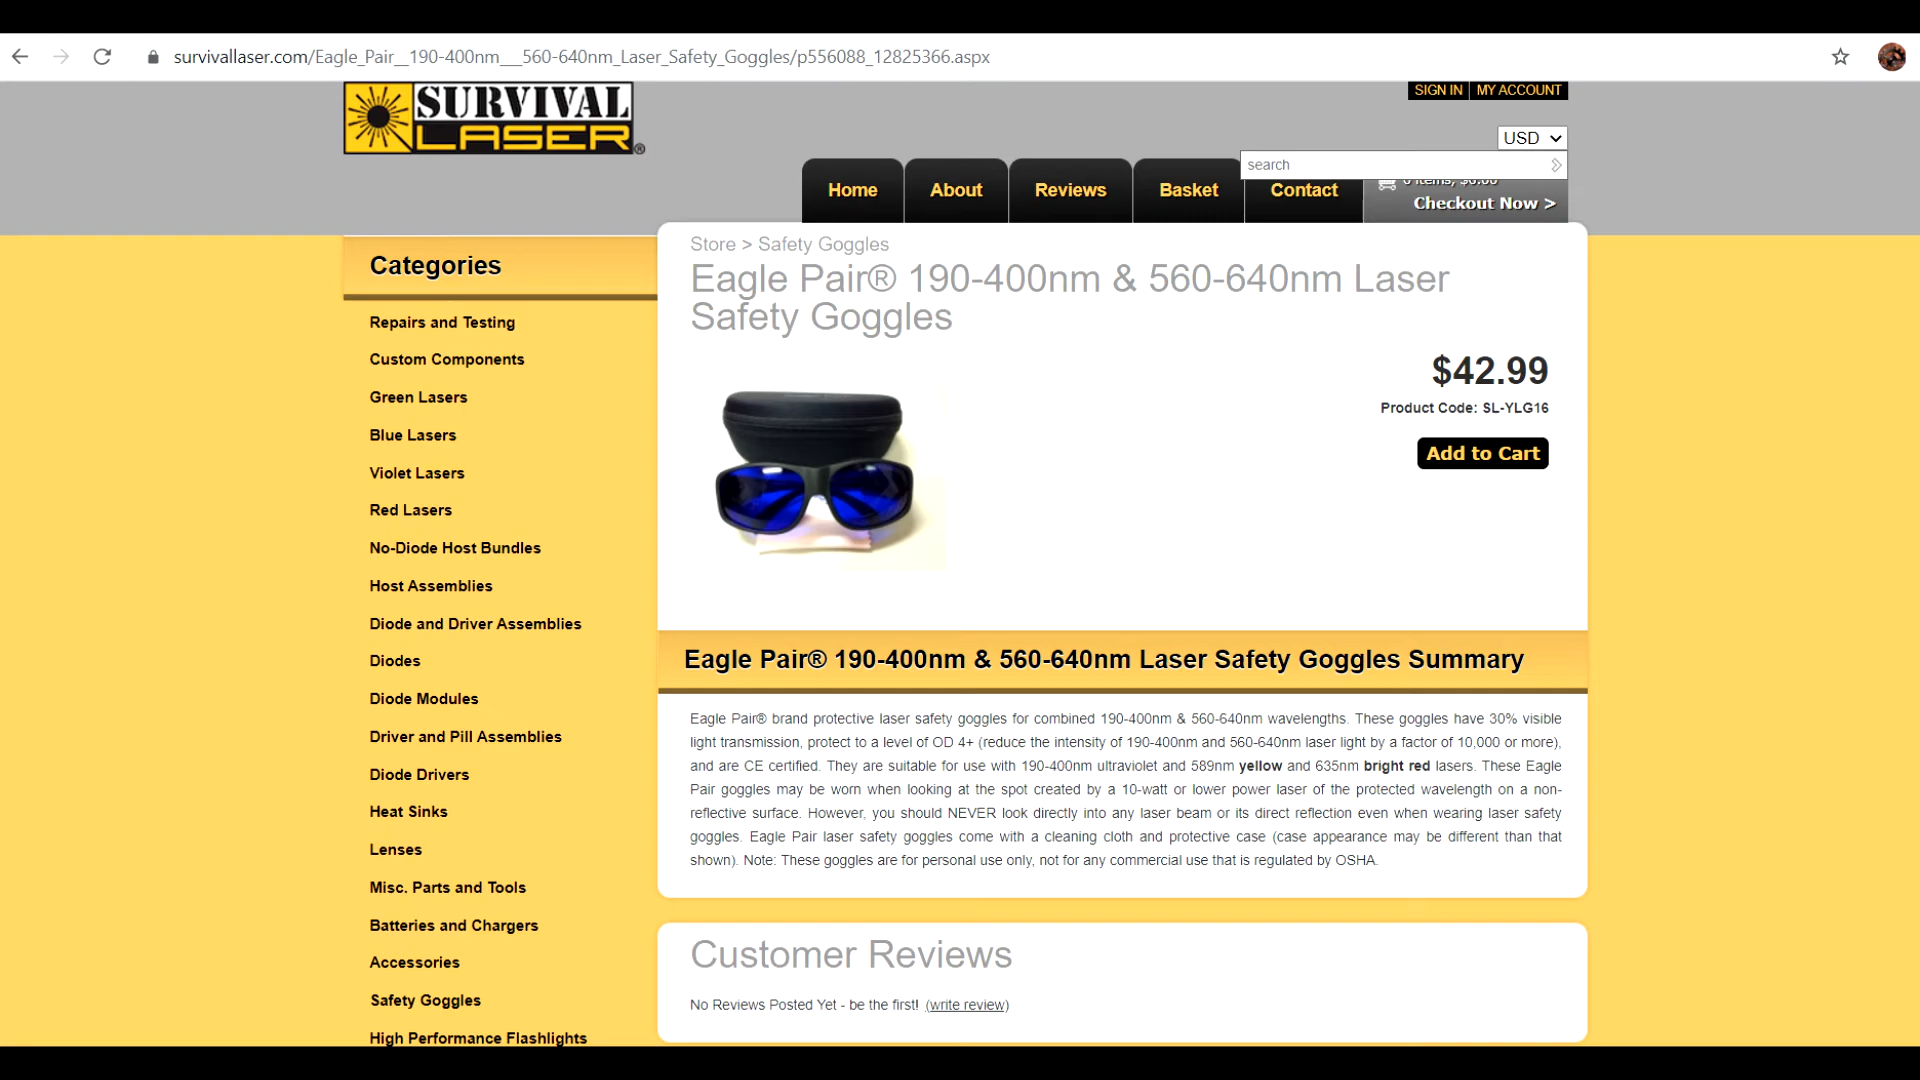 survivallaser.com/Eagle_Pair__190-400nm___560-640nm_Laser_Safety_Goggles/p556088_12825366.aspx
SURVIVAL
LASER®
SIGN IN
MY ACCOUNT
USD
search
Home
About
Reviews
Basket
Contact
0 items, $0.00
Checkout Now >
Categories
Repairs and Testing
Custom Components
Green Lasers
Blue Lasers
Violet Lasers
Red Lasers
No-Diode Host Bundles
Host Assemblies
Diode and Driver Assemblies
Diodes
Diode Modules
Driver and Pill Assemblies
Diode Drivers
Heat Sinks
Lenses
Misc. Parts and Tools
Batteries and Chargers
Accessories
Safety Goggles
High Performance Flashlights
Store > Safety Goggles
Eagle Pair® 190-400nm & 560-640nm Laser
Safety Goggles
$42.99
Product Code: SL-YLG16
Add to Cart
Eagle Pair® 190-400nm & 560-640nm Laser Safety Goggles Summary
Eagle Pair® brand protective laser safety goggles for combined 190-400nm & 560-640nm wavelengths. These goggles have 30% visible
light transmission, protect to a level of OD 4+ (reduce the intensity of 190-400nm and 560-640nm laser light by a factor of 10,000 or more),
and are CE certified. They are suitable for use with 190-400nm ultraviolet and 589nm yellow and 635nm bright red lasers. These Eagle
Pair goggles may be worn when looking at the spot created by a 10-watt or lower power laser of the protected wavelength on a non-
reflective surface. However, you should NEVER look directly into any laser beam or its direct reflection even when wearing laser safety
goggles. Eagle Pair laser safety goggles come with a cleaning cloth and protective case (case appearance may be different than that
shown). Note: These goggles are for personal use only, not for any commercial use that is regulated by OSHA.
Customer Reviews
No Reviews Posted Yet - be the first! (write review)